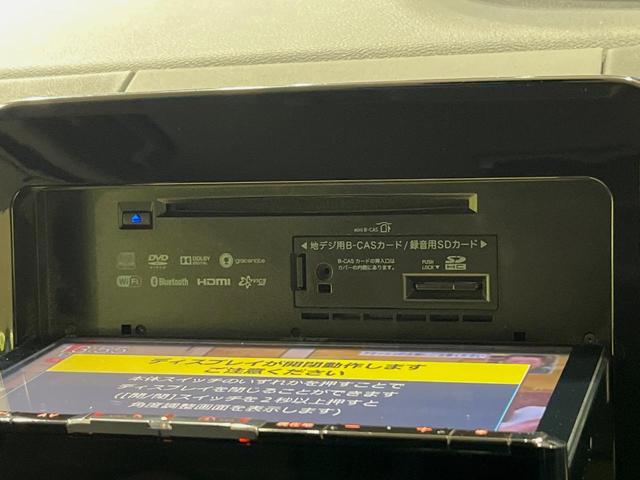 mini B-CAS
◀ 地デジ用B-CASカード/録音用SDカード ▶
B-CASカードの挿入口は
カバーの内側にあります。
PUSH
LOCK ▼
SD
HC
DVD
DOLBY
DIGITAL
gracenote
WiFi
Bluetooth
HDMI
:55
ディスプレイが開閉動作します
ご注意ください
本体スイッチのいずれかを押すことで
ディスプレイを閉じることができます
([開/閉]スイッチを2秒以上押すと
角度調整画面を表示します)